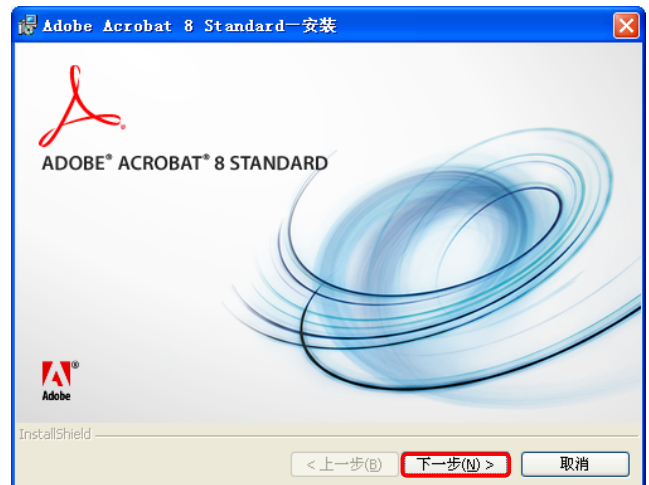 Adobe Acrobat 8 Standard—安装
ADOBE® ACROBAT® 8 STANDARD
®
Adobe
InstallShield
<上一步(B) 下一步(N) > 取消